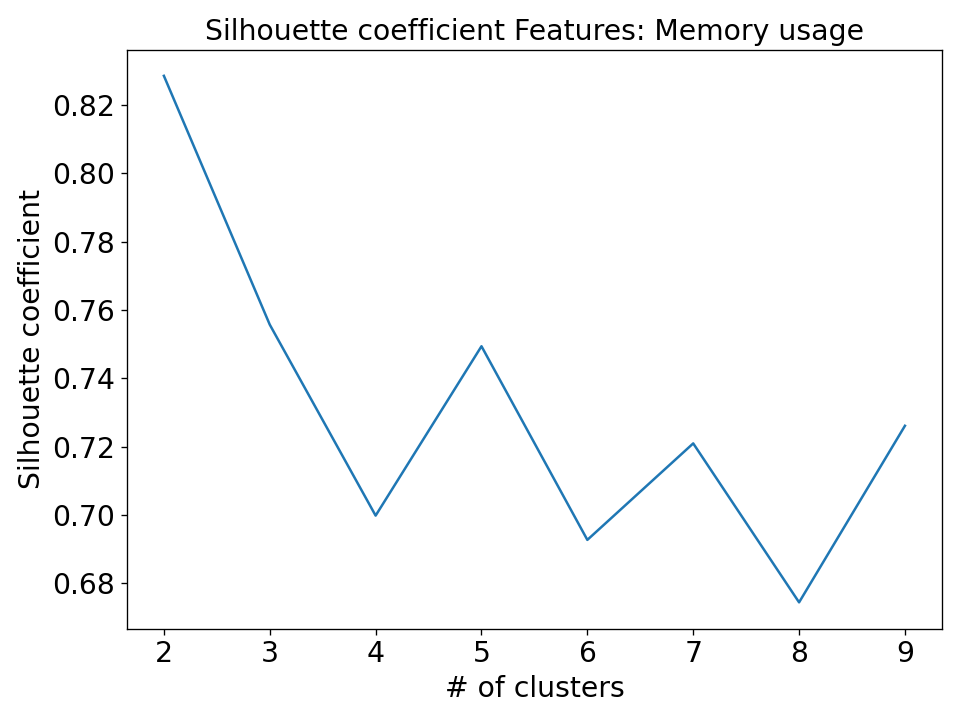 Silhouette coefficient Features: Memory usage
Silhouette coefficient
0.82
0.80
0.78
0.76
0.74
0.72
0.70
0.68
2 3 4 5 6 7 8 9
# of clusters